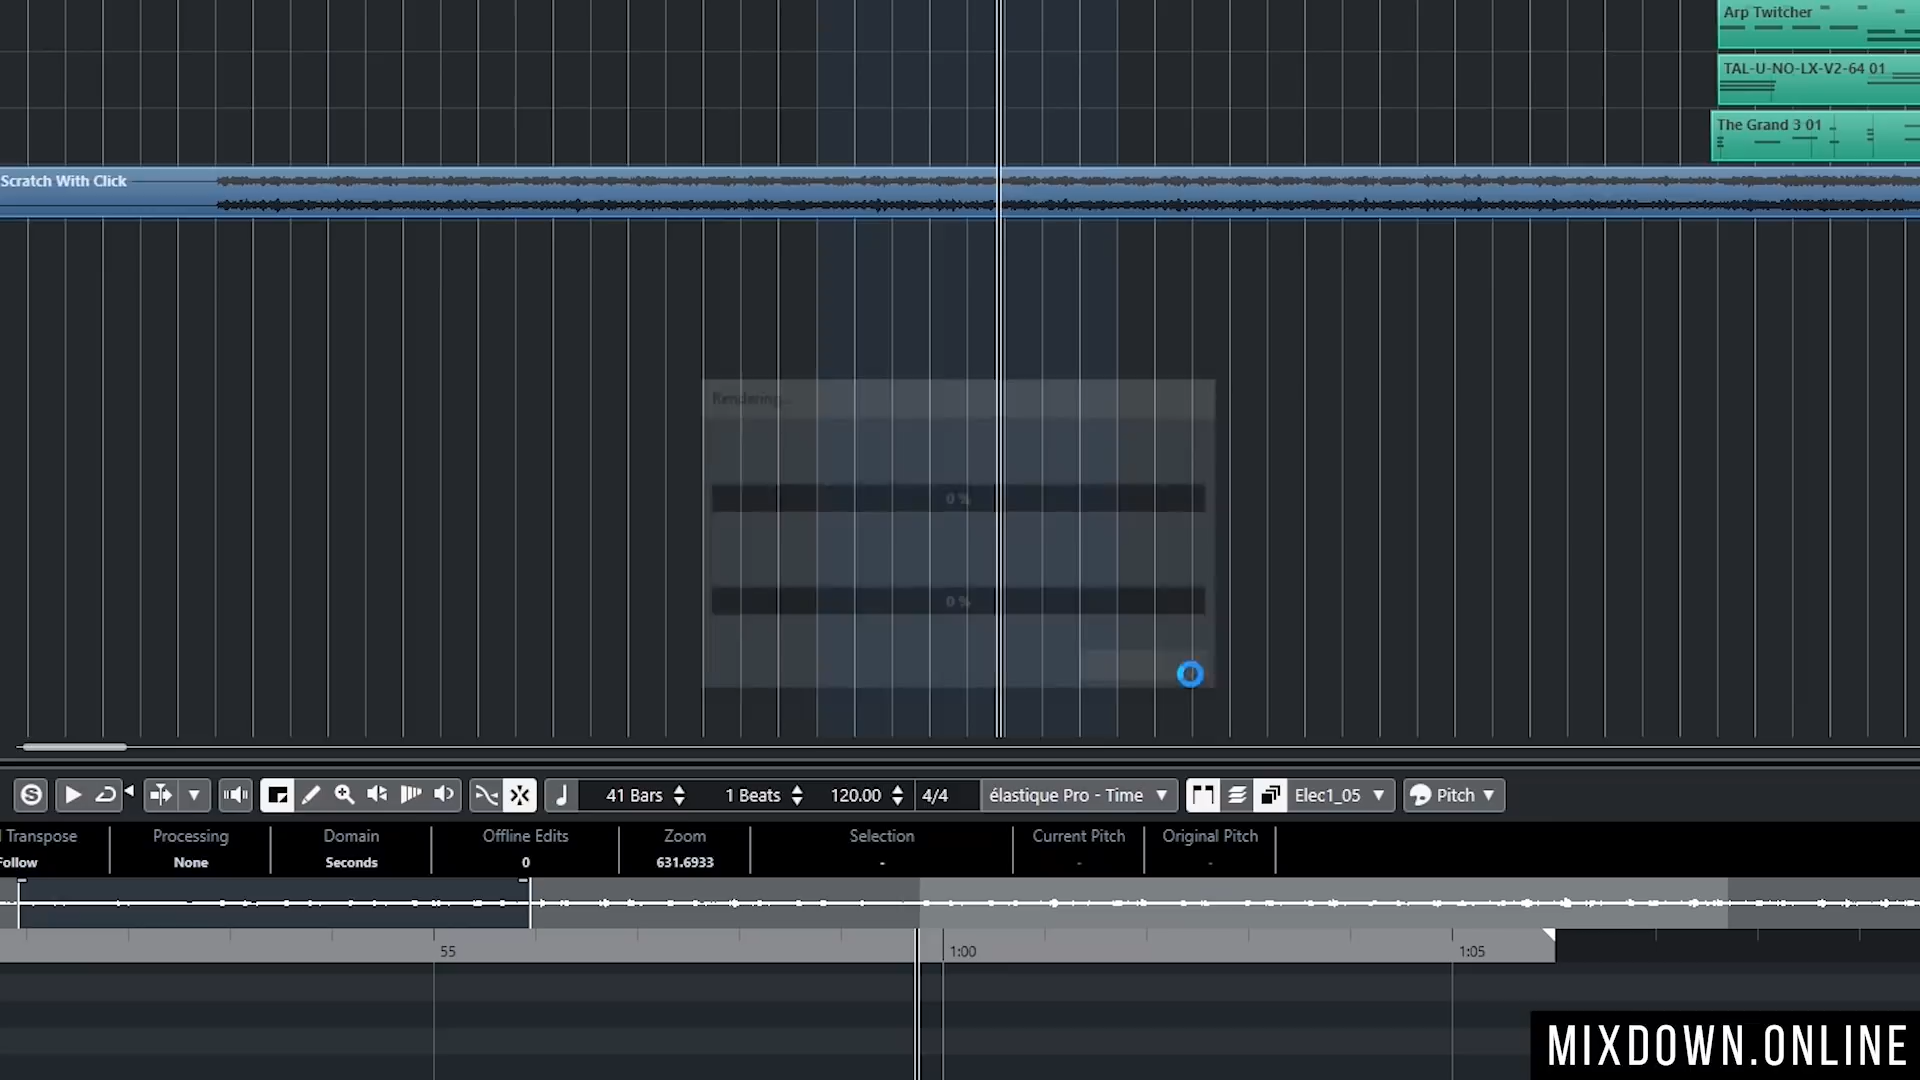 Arp Twitcher
TAL-U-NO-LX-V2-64 01
The Grand 3 01
Scratch With Click
Rendering...
0 %
0 %
41 Bars 1 Beats 120.00 4/4 élastique Pro - Time Elec1_05 Pitch
Transpose Processing Domain Offline Edits Zoom Selection Current Pitch Original Pitch
Follow None Seconds 0 631.6933 - - -
55 1:00 1:05
MIXDOWN.ONLINE